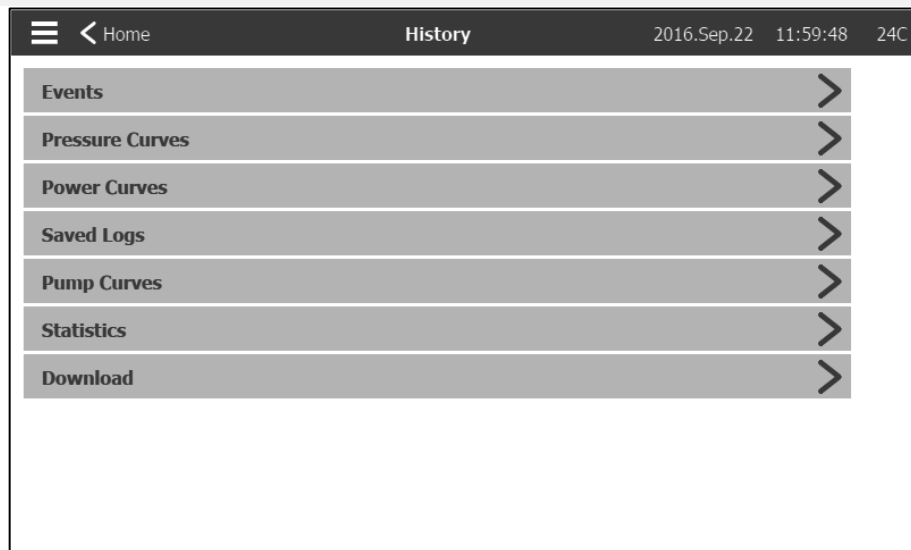 Home History 2016.Sep.22 11:59:48 24C
Events
Pressure Curves
Power Curves
Saved Logs
Pump Curves
Statistics
Download